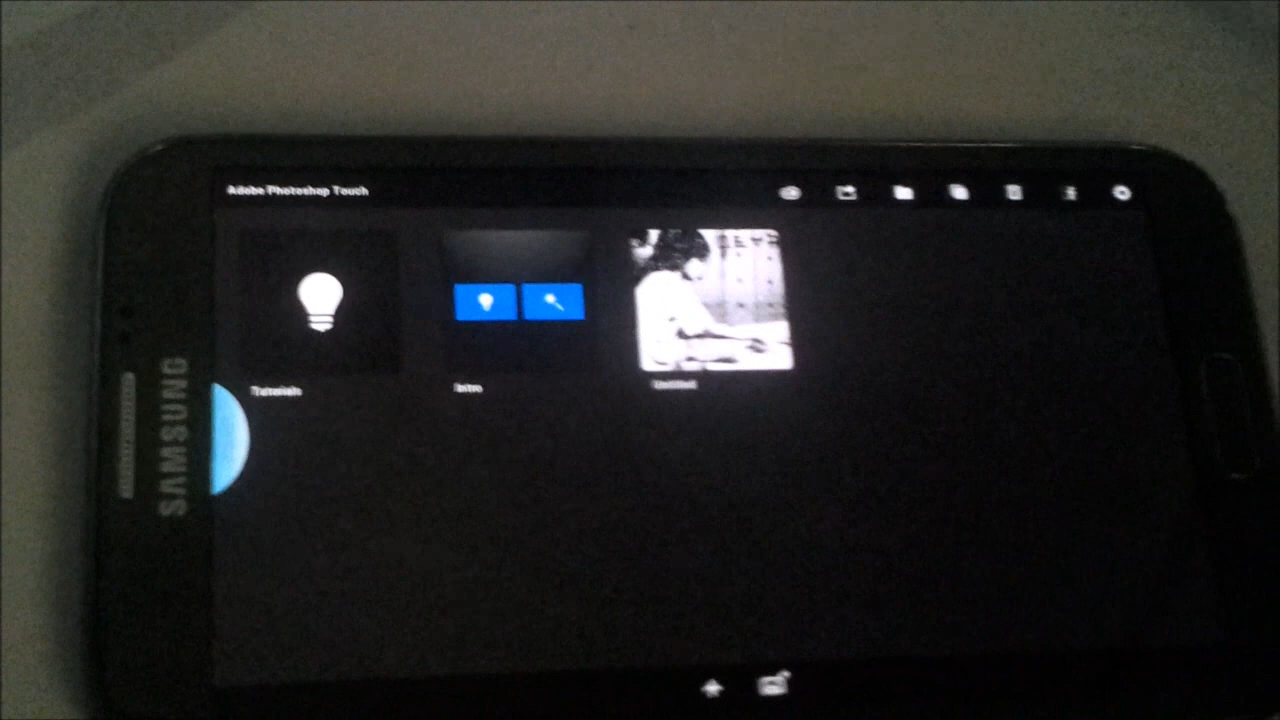 Adobe Photoshop Touch
Tutorials
Intro
Untitled
SAMSUNG